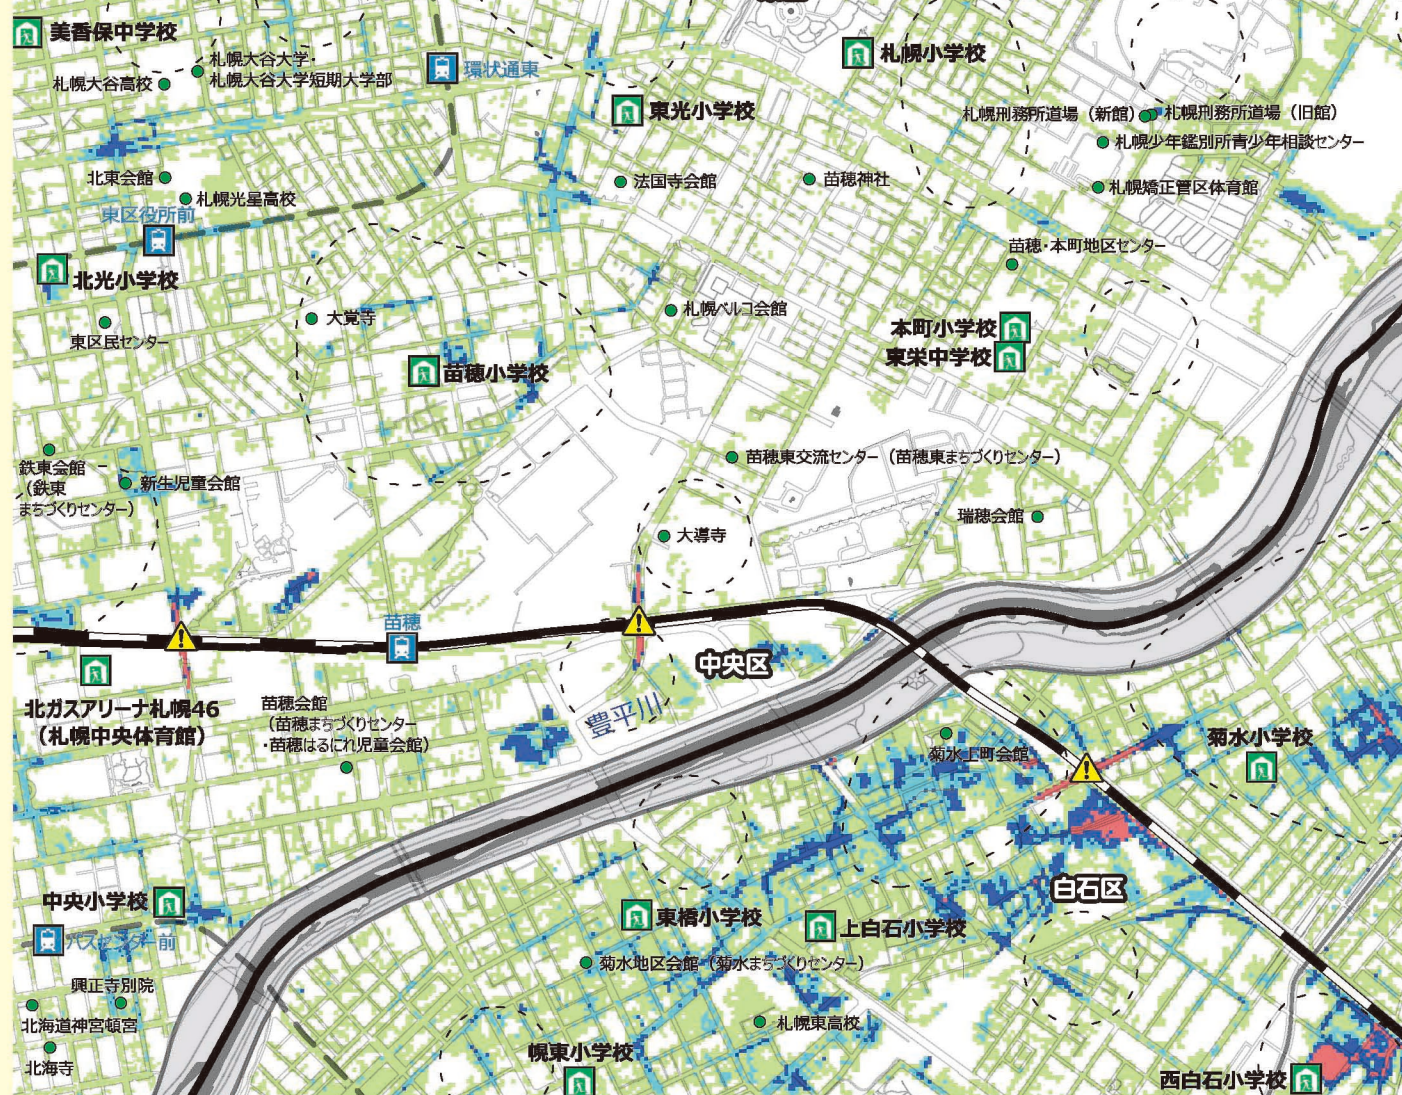 美香保中学校
札幌大谷大学・
札幌大谷大学短期大学部
札幌大谷高校
環状通東
東光小学校
札幌小学校
札幌刑務所道場（新館）
札幌刑務所道場（旧館）
札幌少年鑑別所青少年相談センター
札幌矯正管区体育館
北東会館
札幌光星高校
東区役所前
法国寺会館
苗穂神社
苗穂・本町地区センター
北光小学校
東区民センター
大覚寺
札幌ベルコ会館
本町小学校
東栄中学校
苗穂小学校
鉄東会館
（鉄東
まちづくりセンター）
新生児童会館
苗穂東交流センター（苗穂東まちづくりセンター）
瑞穂会館
大導寺
苗穂
中央区
豊平川
北ガスアリーナ札幌46
（札幌中央体育館）
苗穂会館
（苗穂まちづくりセンター
・苗穂はるにれ児童会館）
菊水上町会館
菊水小学校
白石区
中央小学校
バスセンター前
東橋小学校
上白石小学校
菊水地区会館（菊水まちづくりセンター）
興正寺別院
北海道神宮頓宮
北海寺
札幌東高校
幌東小学校
西白石小学校